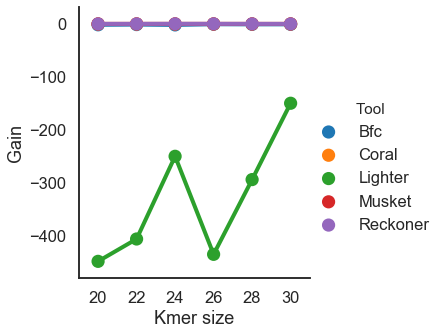 0
−100
−200
−300
−400
Gain
20 22 24 26 28 30
Kmer size
Tool
Bfc
Coral
Lighter
Musket
Reckoner